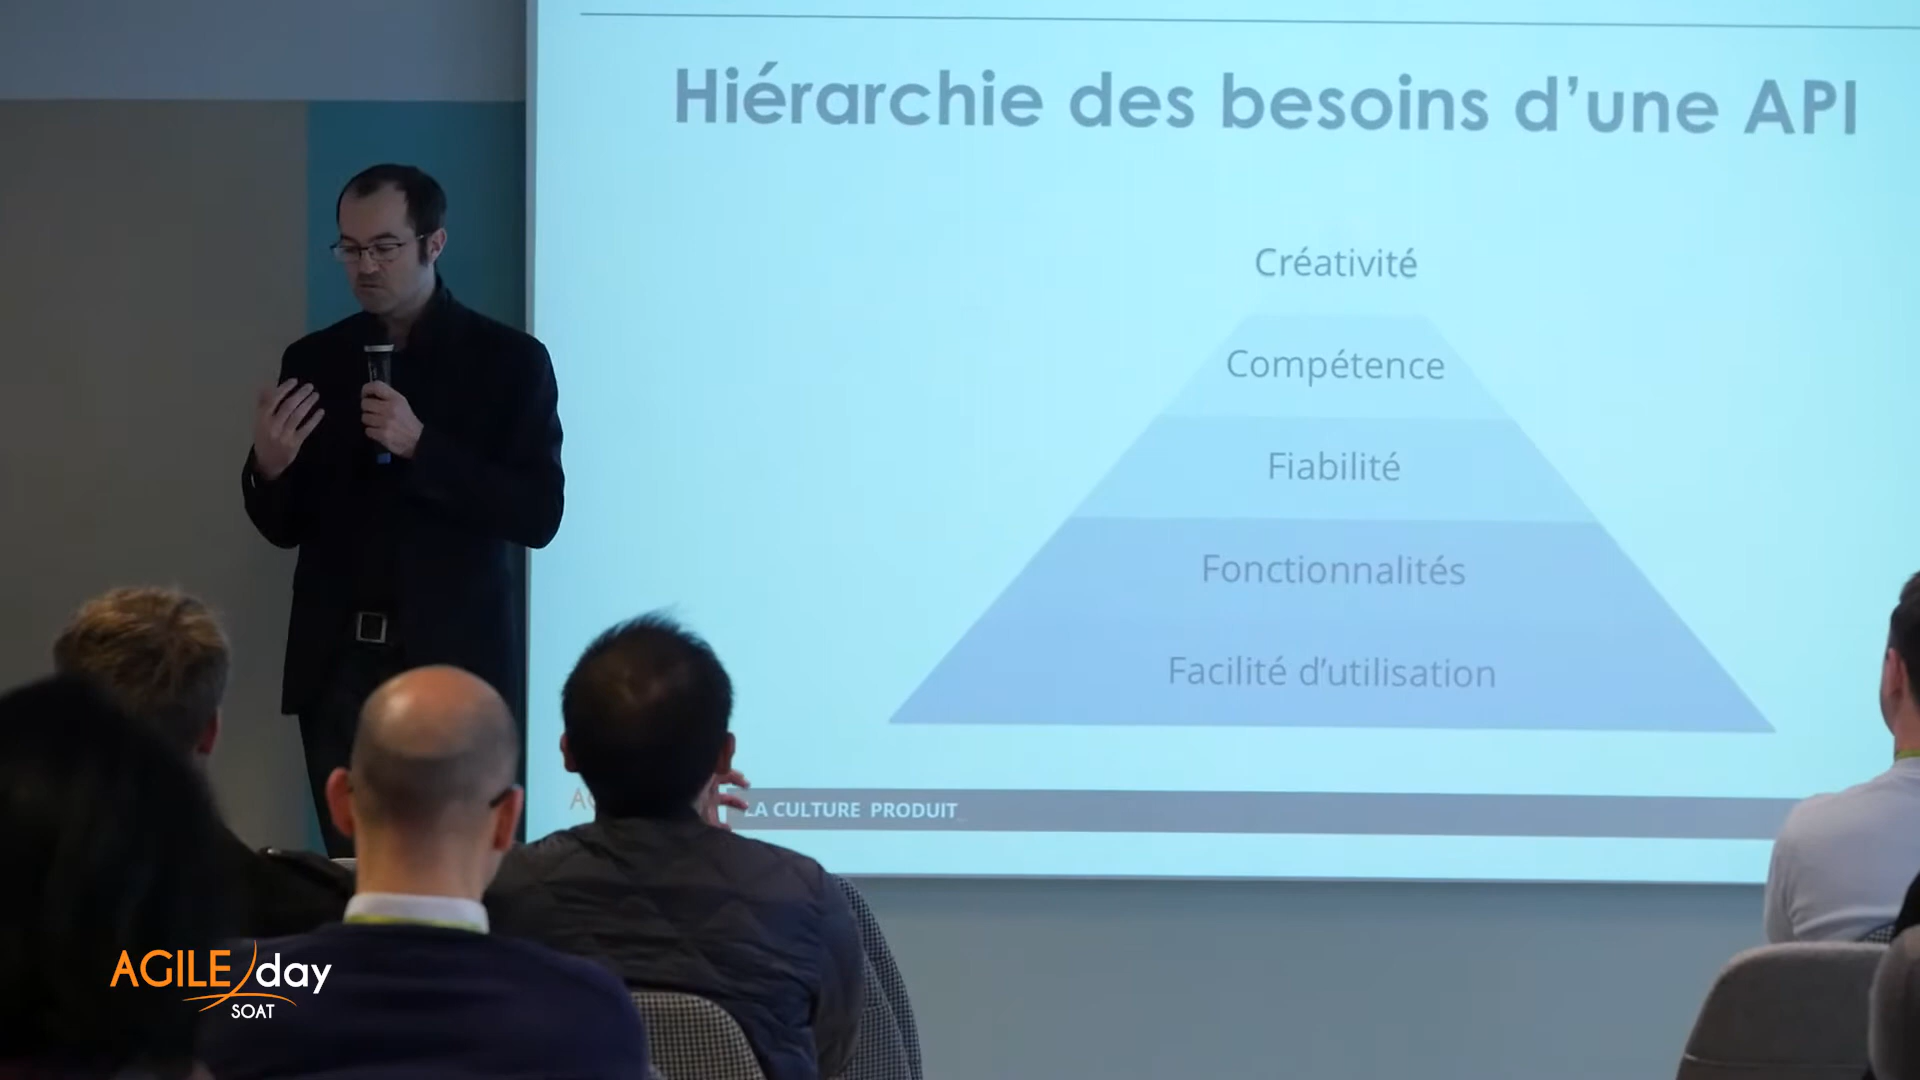 Hiérarchie des besoins d'une API
Créativité
Compétence
Fiabilité
Fonctionnalités
Facilité d'utilisation
LA CULTURE PRODUIT
AGILE day
SOAT